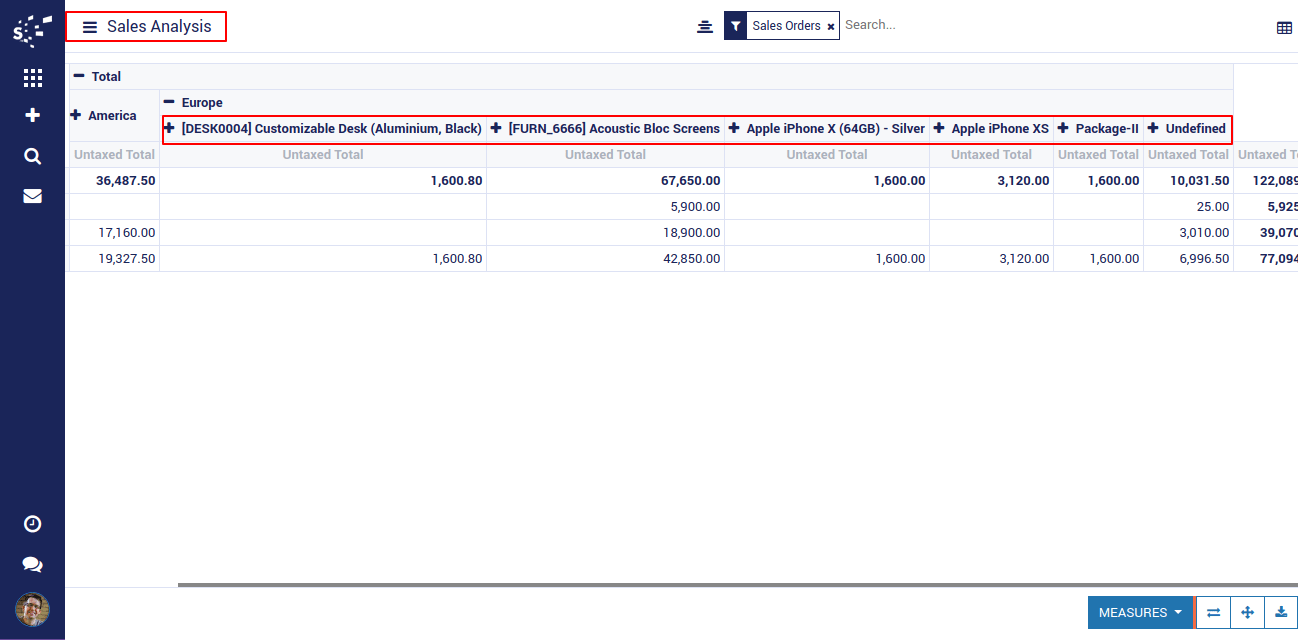 S
Sales Analysis
Sales Orders × Search...
Total
America Europe
[DESK0004] Customizable Desk (Aluminium, Black) [FURN_6666] Acoustic Bloc Screens Apple iPhone X (64GB) - Silver Apple iPhone XS Package-II Undefined
Untaxed Total Untaxed Total Untaxed Total Untaxed Total Untaxed Total Untaxed Total Untaxed Total Untaxed
36,487.50 1,600.80 67,650.00 1,600.00 3,120.00 1,600.00 10,031.50 122,089
5,900.00 25.00 5,925
17,160.00 18,900.00 3,010.00 39,070
19,327.50 1,600.80 42,850.00 1,600.00 3,120.00 1,600.00 6,996.50 77,094
MEASURES